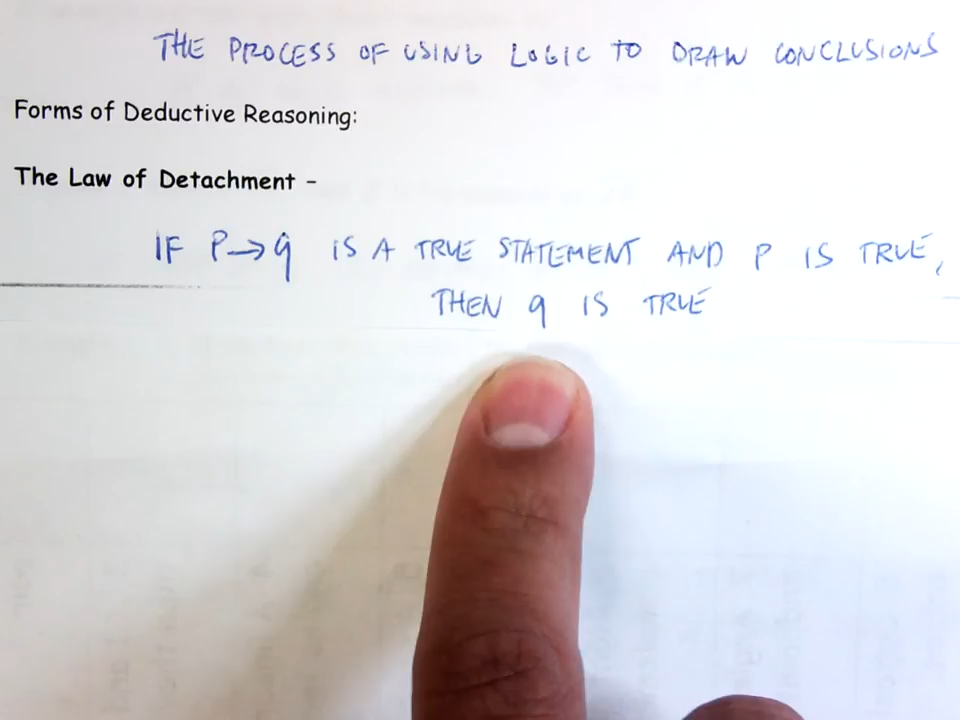 THE PROCESS OF USING LOGIC TO DRAW CONCLUSIONS
Forms of Deductive Reasoning:
The Law of Detachment -
IF P→q IS A TRUE STATEMENT AND P IS TRUE,
THEN q IS TRUE